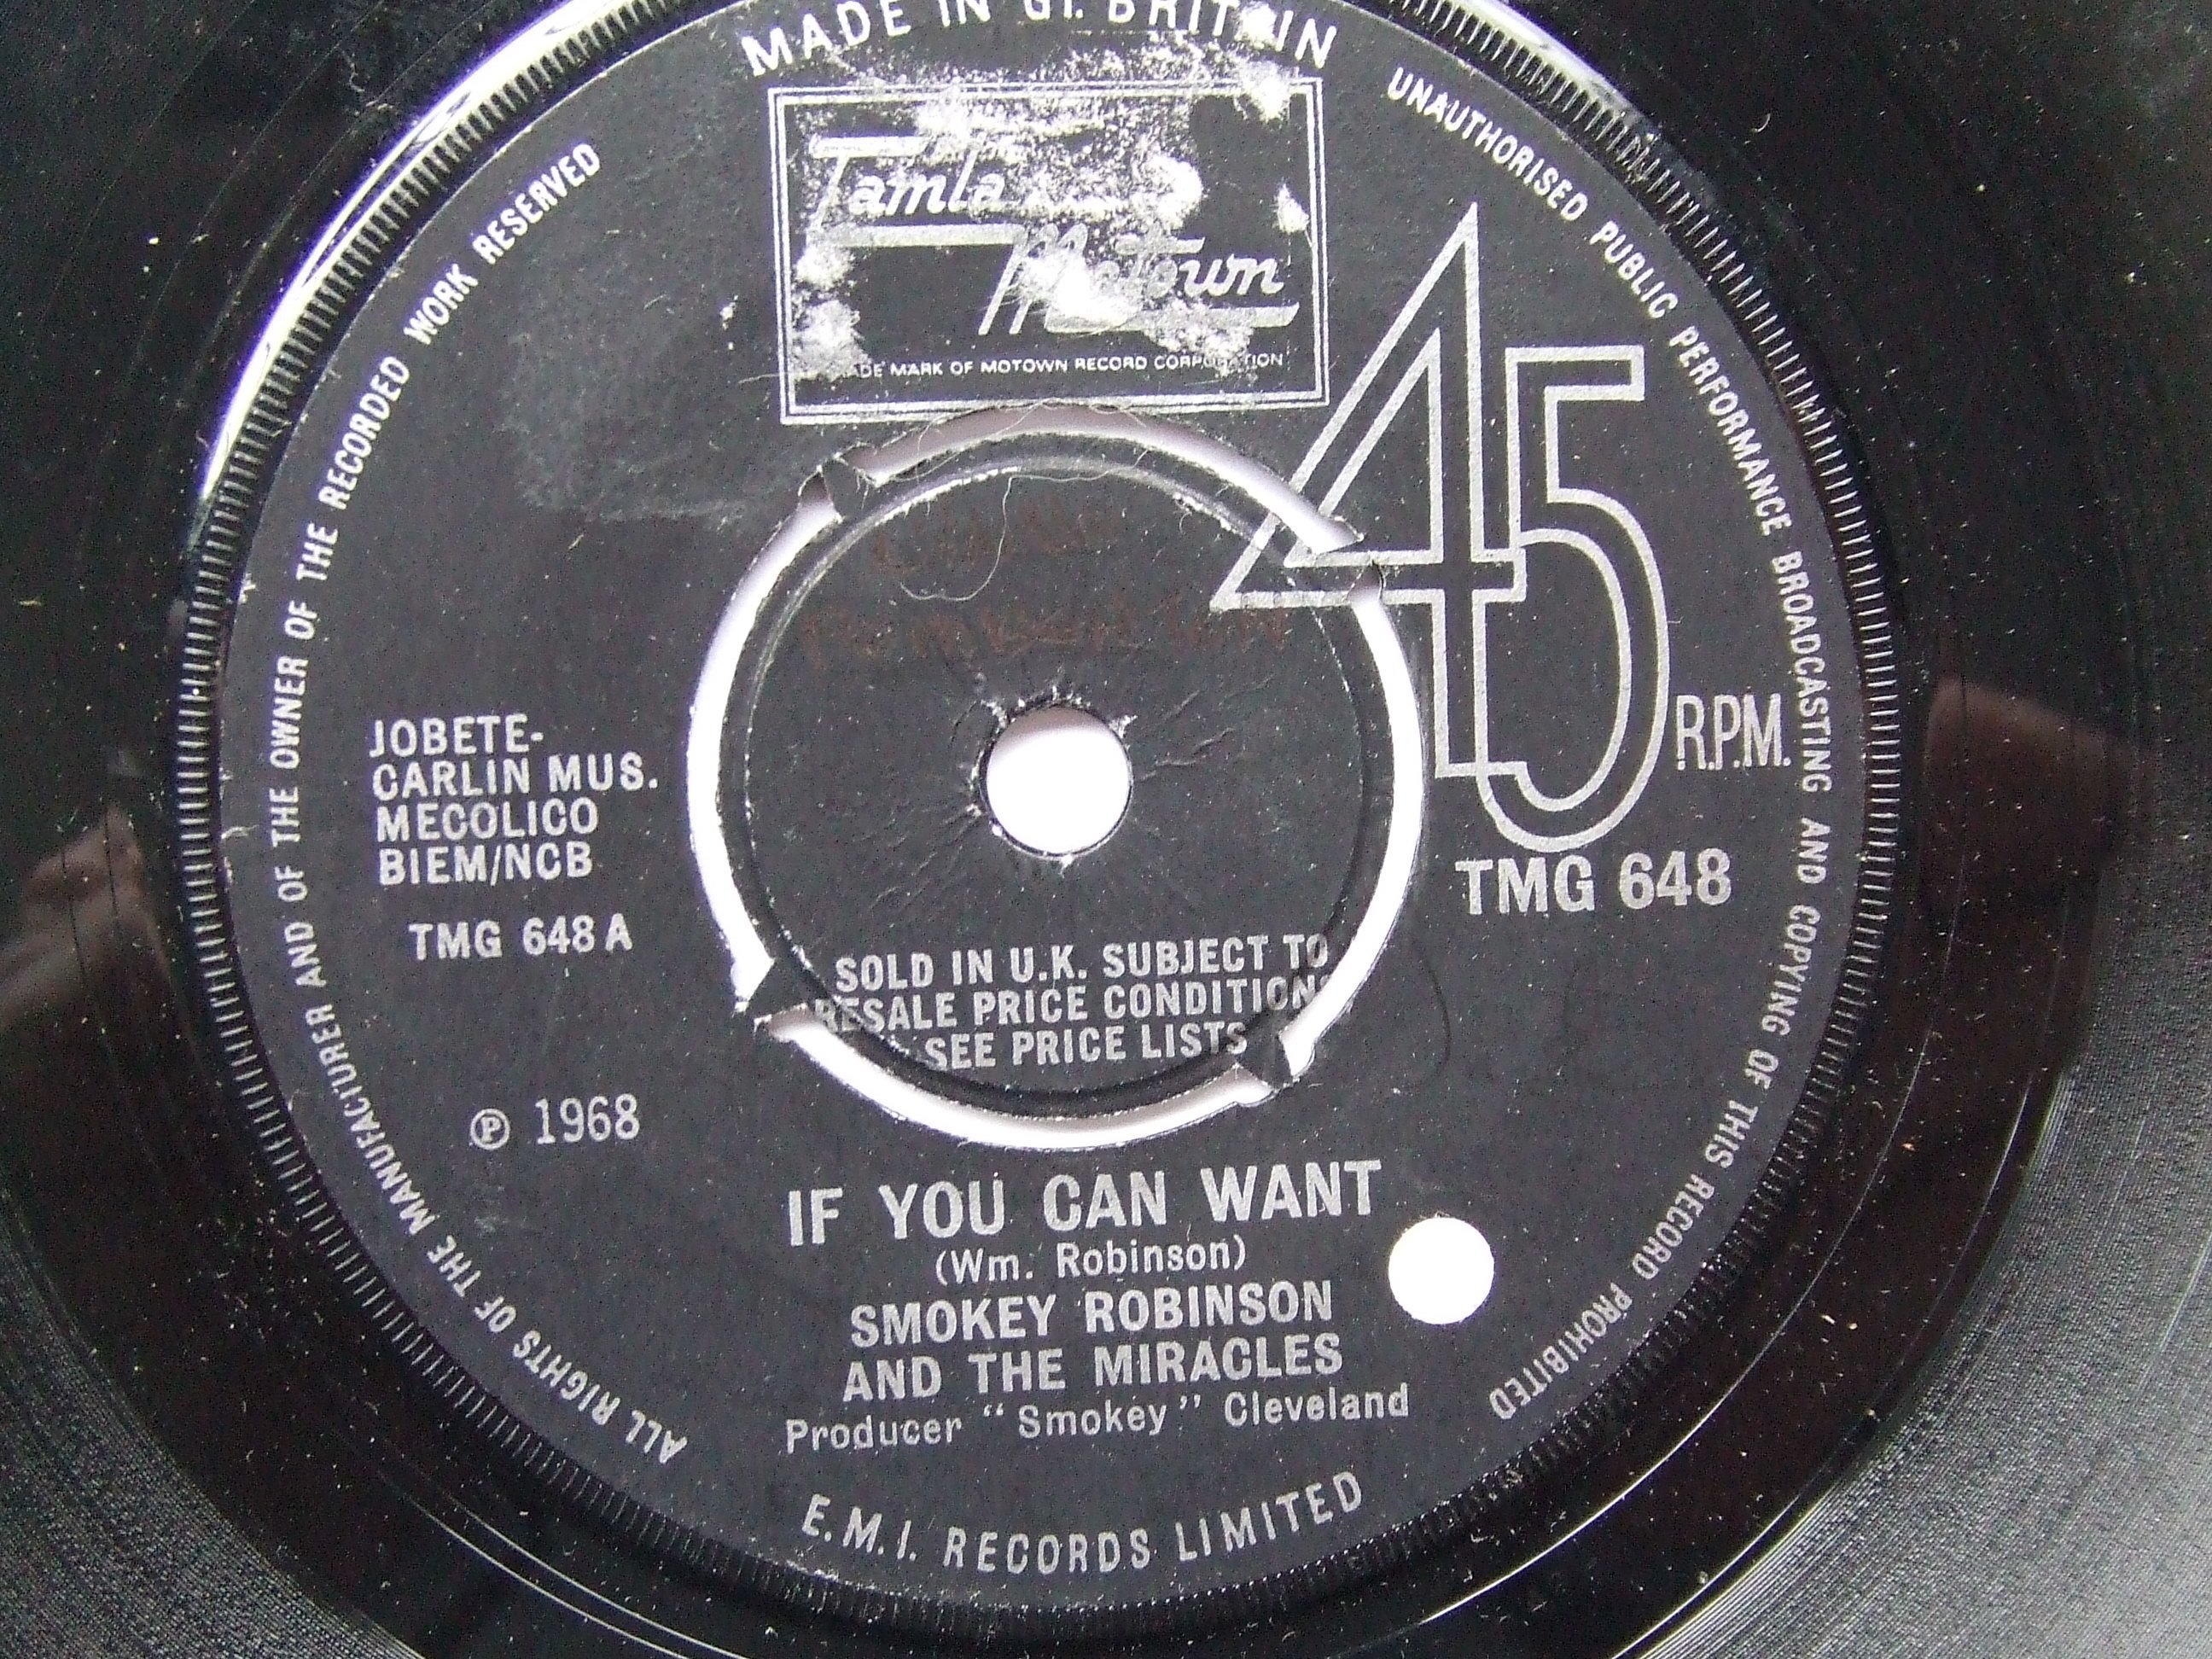 MADE IN GT. BRITAIN
Tamla
Motown
TRADE MARK OF MOTOWN RECORD CORPORATION
UNAUTHORISED PUBLIC PERFORMANCE BROADCASTING AND COPYING OF THIS RECORD PROHIBITED
ALL RIGHTS OF THE MANUFACTURER AND OF THE OWNER OF THE RECORDED WORK RESERVED
45
R.P.M.
JOBETE-
CARLIN MUS.
MECOLICO
BIEM/NCB
TMG 648 A
TMG 648
SOLD IN U.K. SUBJECT TO
RESALE PRICE CONDITIONS
SEE PRICE LISTS
℗ 1968
IF YOU CAN WANT
(Wm. Robinson)
SMOKEY ROBINSON
AND THE MIRACLES
Producer "Smokey" Cleveland
E.M.I. RECORDS LIMITED